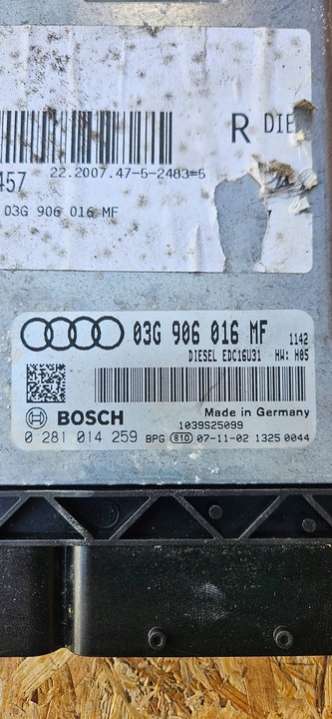 R DIE
457 22.2007.47-5-2483=6
03G 906 016 MF
03G 906 016 MF 1142
DIESEL EDC16U31 HW: H05
BOSCH Made in Germany
1039S25099
0 281 014 259 BPG 810 07-11-02 1325 0044